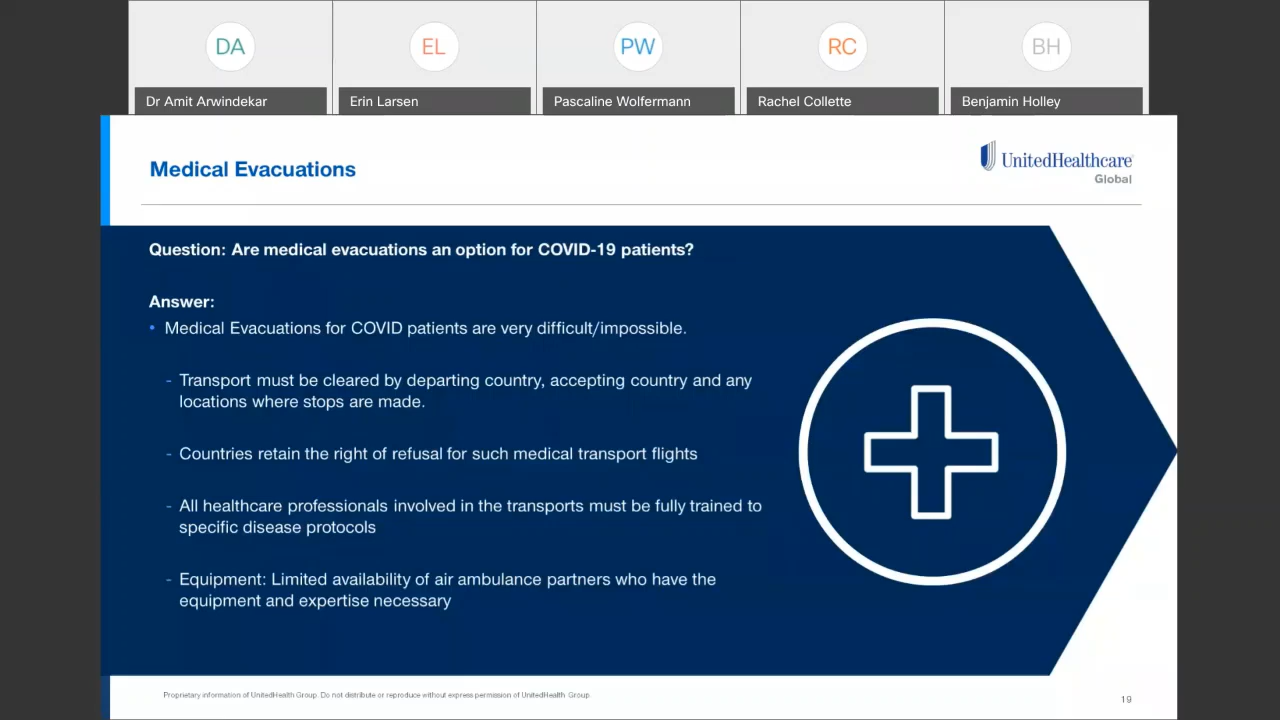 DA
EL
PW
RC
BH
Dr Amit Arwindekar
Erin Larsen
Pascaline Wolfermann
Rachel Collette
Benjamin Holley
Medical Evacuations
UnitedHealthcare
Global
Question: Are medical evacuations an option for COVID-19 patients?
Answer:
• Medical Evacuations for COVID patients are very difficult/impossible.
- Transport must be cleared by departing country, accepting country and any
locations where stops are made.
- Countries retain the right of refusal for such medical transport flights
- All healthcare professionals involved in the transports must be fully trained to
specific disease protocols
- Equipment: Limited availability of air ambulance partners who have the
equipment and expertise necessary
Proprietary information of UnitedHealth Group. Do not distribute or reproduce without express permission of UnitedHealth Group.
19